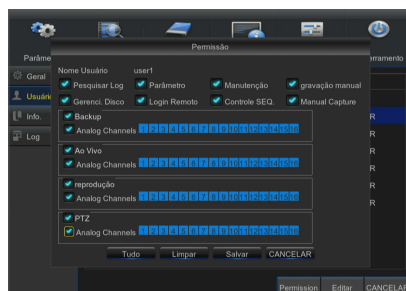 Permissão
Parâme
rramento
Nome Usuário user1
Geral
Pesquisar Log Parâmetro Manutenção gravação manual
Usuári
Gerenci. Disco Login Remoto Controle SEQ. Manual Capture
Info.
Backup
R
Analog Channels 1 2 3 4 5 6 7 8 9 10 11 12 13 14 15 16
Log
R
Ao Vivo
R
Analog Channels 1 2 3 4 5 6 7 8 9 10 11 12 13 14 15 16
R
reprodução
R
Analog Channels 1 2 3 4 5 6 7 8 9 10 11 12 13 14 15 16
R
PTZ
Analog Channels 1 2 3 4 5 6 7 8 9 10 11 12 13 14 15 16
Tudo Limpar Salvar CANCELAR
Permission Editar CANCELAR